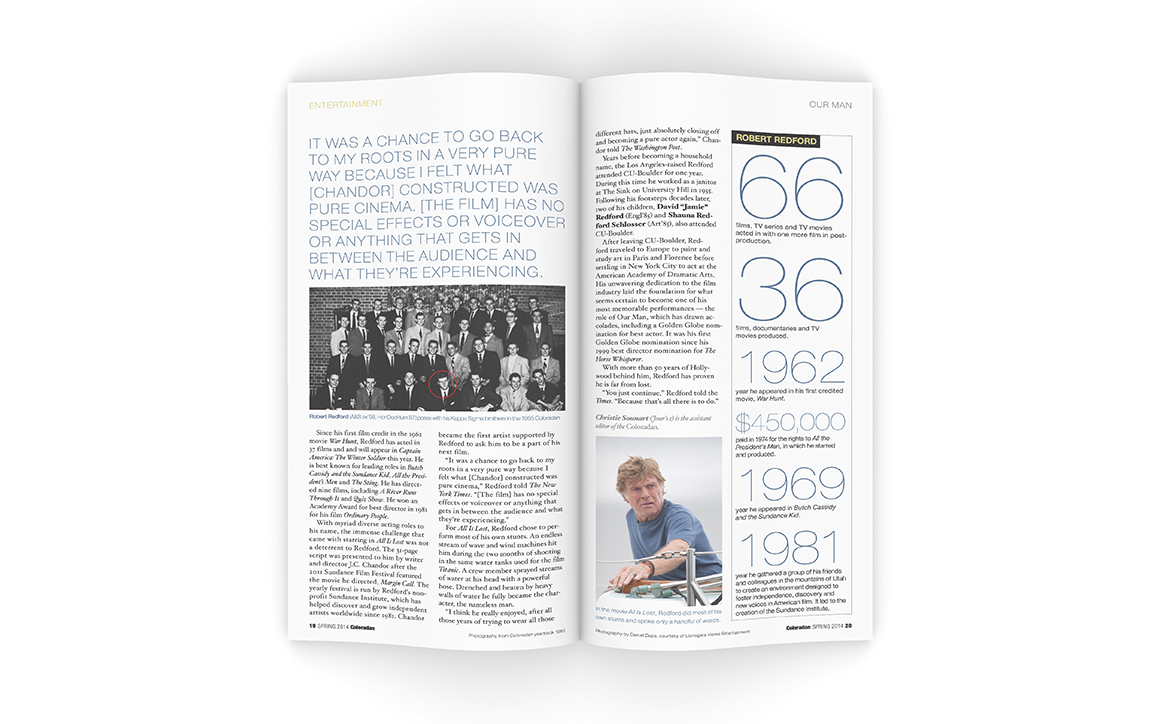 ENTERTAINMENT
IT WAS A CHANCE TO GO BACK
TO MY ROOTS IN A VERY PURE
WAY BECAUSE I FELT WHAT
[CHANDOR] CONSTRUCTED WAS
PURE CINEMA. [THE FILM] HAS NO
SPECIAL EFFECTS OR VOICEOVER
OR ANYTHING THAT GETS IN
BETWEEN THE AUDIENCE AND
WHAT THEY'RE EXPERIENCING.
Robert Redford (A&S ex'58, HonDocHum'87) poses with his Kappa Sigma brothers in the 1955 Coloradan.
Since his first film credit in the 1962
movie War Hunt, Redford has acted in
37 films and and will appear in Captain
America: The Winter Soldier this year. He
is best known for leading roles in Butch
Cassidy and the Sundance Kid, All the Presi-
dent's Men and The Sting. He has direct-
ed nine films, including A River Runs
Through It and Quiz Show. He won an
Academy Award for best director in 1981
for his film Ordinary People.
With myriad diverse acting roles to
his name, the immense challenge that
came with starring in All Is Lost was not
a deterrent to Redford. The 31-page
script was presented to him by writer
and director J.C. Chandor after the
2011 Sundance Film Festival featured
the movie he directed, Margin Call. The
yearly festival is run by Redford's non-
profit Sundance Institute, which has
helped discover and grow independent
artists worldwide since 1981. Chandor
became the first artist supported by
Redford to ask him to be a part of his
next film.
"It was a chance to go back to my
roots in a very pure way because I
felt what [Chandor] constructed was
pure cinema," Redford told The New
York Times. "[The film] has no special
effects or voiceover or anything that
gets in between the audience and what
they're experiencing."
For All Is Lost, Redford chose to per-
form most of his own stunts. An endless
stream of wave and wind machines hit
him during the two months of shooting
in the same water tanks used for the film
Titanic. A crew member sprayed streams
of water at his head with a powerful
hose. Drenched and beaten by heavy
walls of water he fully became the char-
acter, the nameless man.
"I think he really enjoyed, after all
those years of trying to wear all those
19 SPRING 2014 Coloradan
Photography from Coloradan yearbook 1955
OUR MAN
different hats, just absolutely closing off
and becoming a pure actor again," Chan-
dor told The Washington Post.
Years before becoming a household
name, the Los Angeles-raised Redford
attended CU-Boulder for one year.
During this time he worked as a janitor
at The Sink on University Hill in 1955.
Following his footsteps decades later,
two of his children, David "Jamie"
Redford (Engl'85) and Shauna Red-
ford Schlosser (Art'85), also attended
CU-Boulder.
After leaving CU-Boulder, Red-
ford traveled to Europe to paint and
study art in Paris and Florence before
settling in New York City to act at the
American Academy of Dramatic Arts.
His unwavering dedication to the film
industry laid the foundation for what
seems certain to become one of his
most memorable performances — the
role of Our Man, which has drawn ac-
colades, including a Golden Globe nom-
ination for best actor. It was his first
Golden Globe nomination since his
1999 best director nomination for The
Horse Whisperer.
With more than 50 years of Holly-
wood behind him, Redford has proven
he is far from lost.
"You just continue," Redford told the
Times. "Because that's all there is to do."
Christie Sounart (Jour'12) is the assistant
editor of the Coloradan.
In the movie All Is Lost, Redford did most of his
own stunts and spoke only a handful of words.
Photography by Daniel Daza, courtesy of Lionsgate Home Entertainment
ROBERT REDFORD
66
films, TV series and TV movies
acted in with one more film in post-
production.
36
films, documentaries and TV
movies produced.
1962
year he appeared in his first credited
movie, War Hunt.
$450,000
paid in 1974 for the rights to All the
President's Men, in which he starred
and produced.
1969
year he appeared in Butch Cassidy
and the Sundance Kid.
1981
year he gathered a group of his friends
and colleagues in the mountains of Utah
to create an environment designed to
foster independence, discovery and
new voices in American film. It led to the
creation of the Sundance Institute.
Coloradan SPRING 2014 20